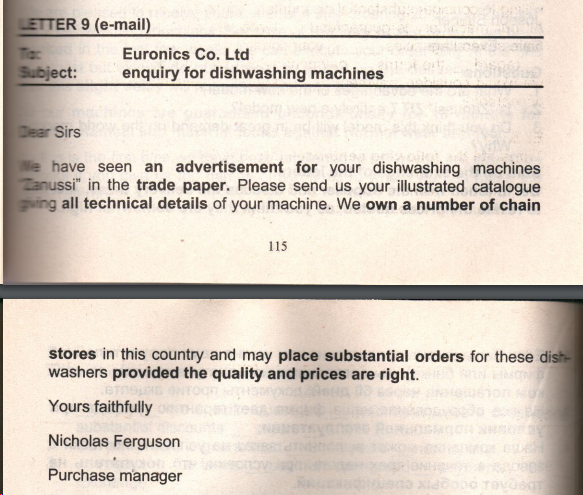 LETTER 9 (e-mail)
To: Euronics Co. Ltd
Subject: enquiry for dishwashing machines
Dear Sirs
We have seen an advertisement for your dishwashing machines
"Zanussi" in the trade paper. Please send us your illustrated catalogue
giving all technical details of your machine. We own a number of chain
115
stores in this country and may place substantial orders for these dish-
washers provided the quality and prices are right.
Yours faithfully
Nicholas Ferguson
Purchase manager